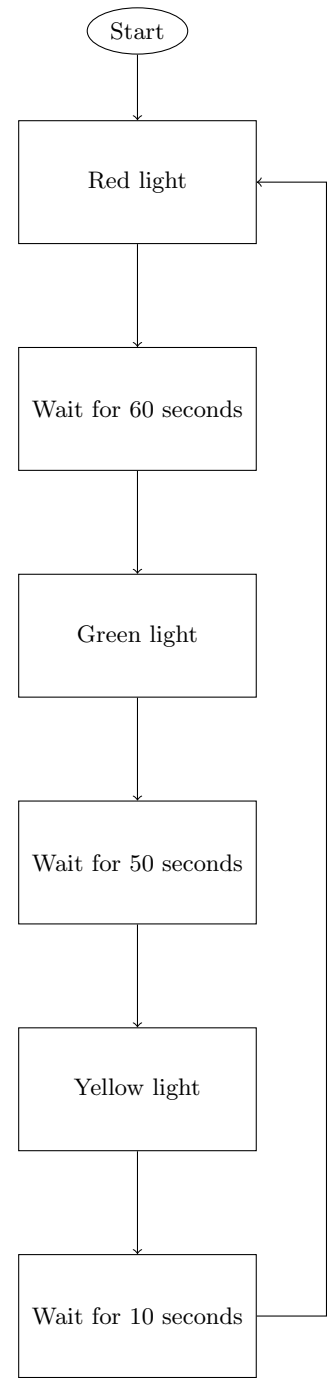 Start
Red light
Wait for 60 seconds
Green light
Wait for 50 seconds
Yellow light
Wait for 10 seconds